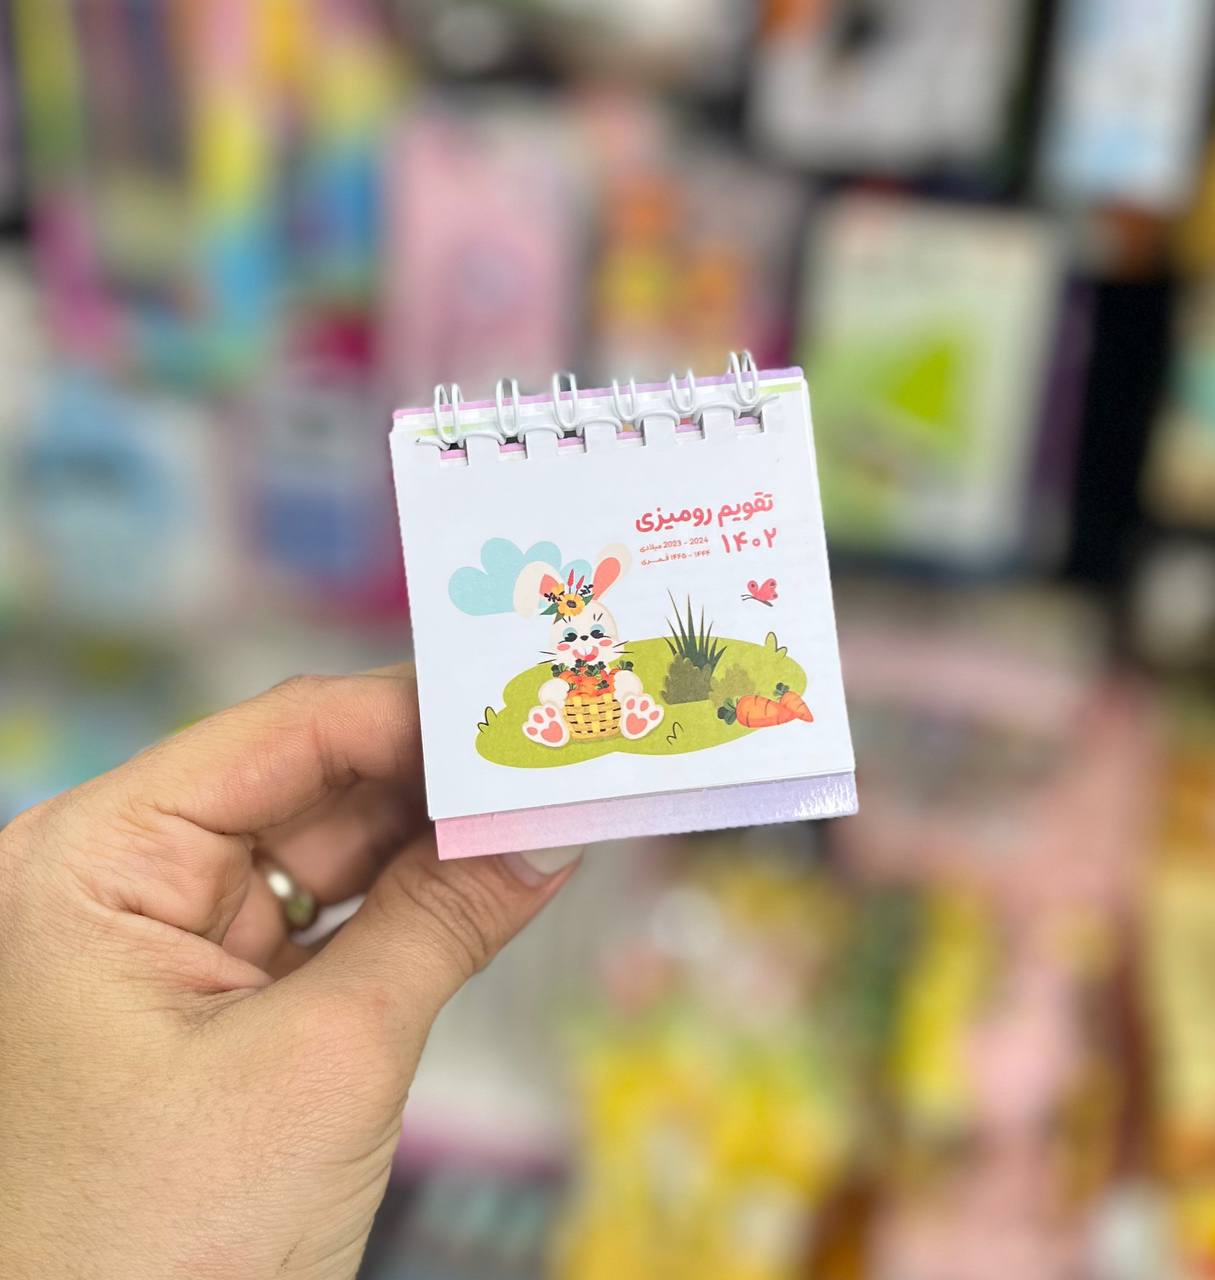 تقویم رومیزی
۱۴۰۲
2023 - 2024 میلادی
۱۴۴۴ - ۱۴۴۵ قمری